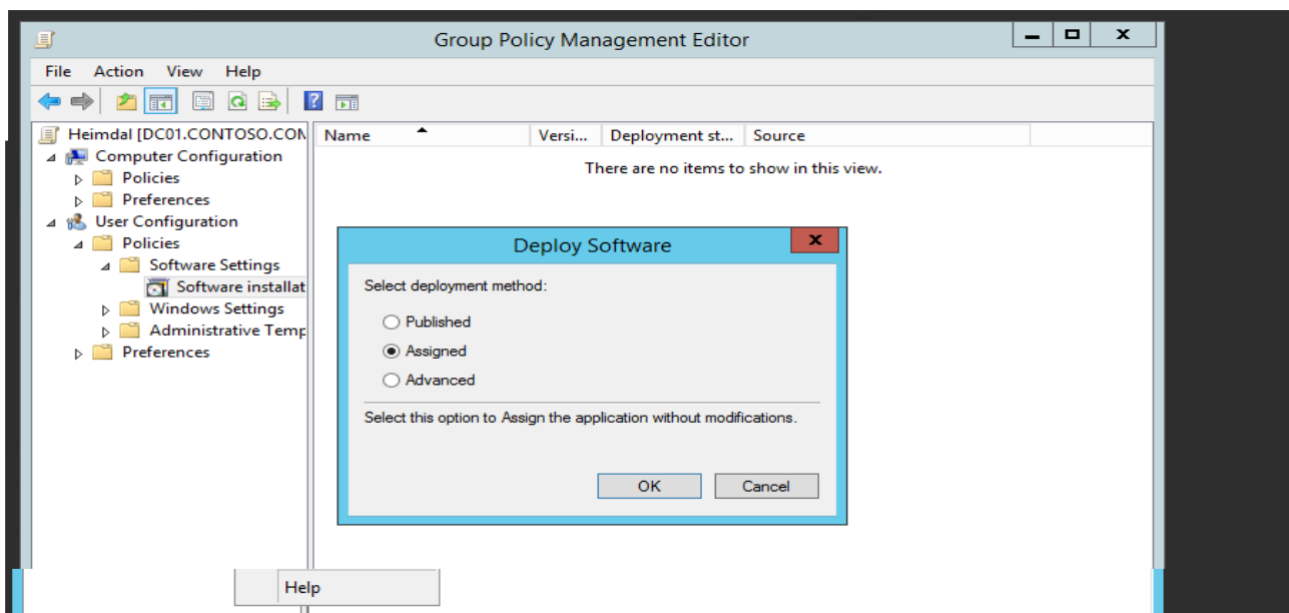 Group Policy Management Editor
File Action View Help
Heimdal [DC01.CONTOSO.CON
Computer Configuration
Policies
Preferences
User Configuration
Policies
Software Settings
Software installat
Windows Settings
Administrative Temp
Preferences
Name Versi... Deployment st... Source
There are no items to show in this view.
Deploy Software
Select deployment method:
Published
Assigned
Advanced
Select this option to Assign the application without modifications.
OK Cancel
Help